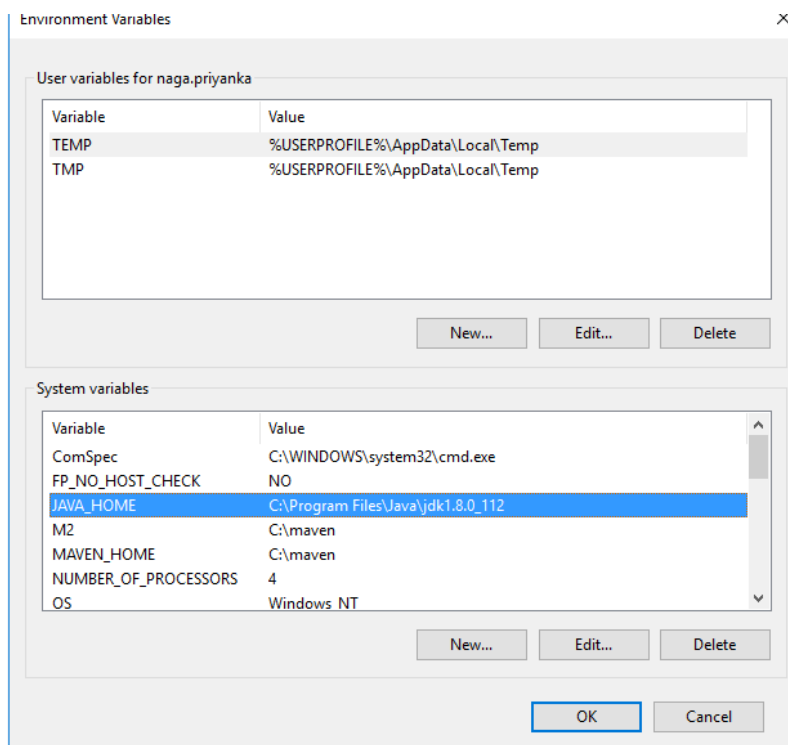 Environment Variables
User variables for naga.priyanka
Variable Value
TEMP %USERPROFILE%\AppData\Local\Temp
TMP %USERPROFILE%\AppData\Local\Temp
New... Edit... Delete
System variables
Variable Value
ComSpec C:\WINDOWS\system32\cmd.exe
FP_NO_HOST_CHECK NO
JAVA_HOME C:\Program Files\Java\jdk1.8.0_112
M2 C:\maven
MAVEN_HOME C:\maven
NUMBER_OF_PROCESSORS 4
OS Windows_NT
New... Edit... Delete
OK Cancel